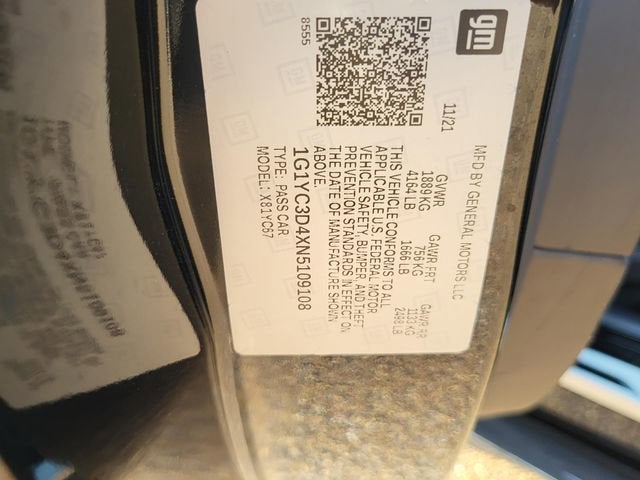 gm
8555
MFD BY GENERAL MOTORS LLC
11/21
GVWR GAWR FRT GAWR RR
1889 KG 756 KG 1133 KG
4164 LB 1666 LB 2498 LB
THIS VEHICLE CONFORMS TO ALL
APPLICABLE U.S. FEDERAL MOTOR
VEHICLE SAFETY, BUMPER, AND THEFT
PREVENTION STANDARDS IN EFFECT ON
THE DATE OF MANUFACTURE SHOWN
ABOVE.
1G1YC3D4XN5109108
TYPE: PASS CAR
MODEL: X81YC67